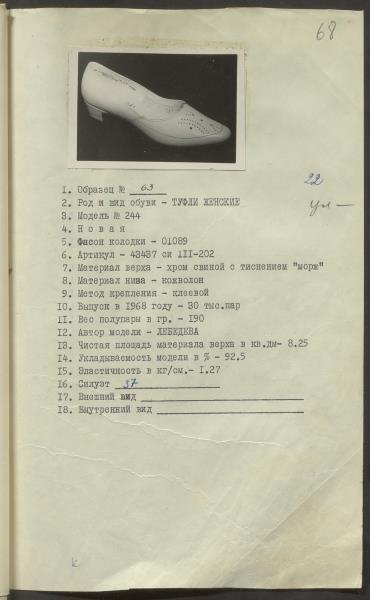 68
22
1. Образец № 63
2. Род и вид обуви - ТУФЛИ ЖЕНСКИЕ
3. Модель № 244
4. Н о в а я
5. Фасон колодки - 01089
6. Артикул - 43437 ск III-202
7. Материал верха - хром свиной с тиснением "морж"
8. Материал низа - кожволон
9. Метод крепления - клеевой
10. Выпуск в 1968 году - 30 тыс.пар
11. Вес полупары в гр. - 190
12. Автор модели - ЛЕБЕДЕВА
13. Чистая площадь материала верха в кв.дм- 8.25
14. Укладываемость модели в % - 92.5
15. Эластичность в кг/см.- 1.27
16. Силуэт 37
17. Внешний вид
18. Внутренний вид
к